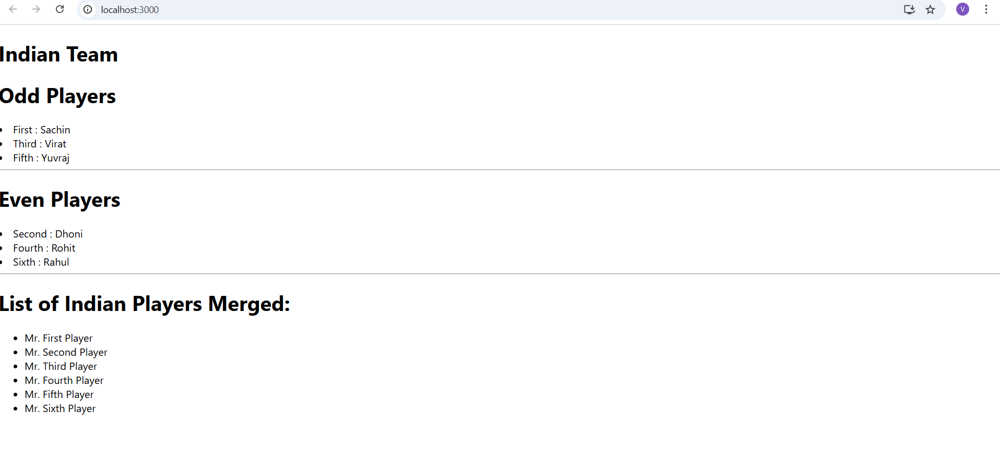 localhost:3000
V
Indian Team
Odd Players
First : Sachin
Third : Virat
Fifth : Yuvraj
Even Players
Second : Dhoni
Fourth : Rohit
Sixth : Rahul
List of Indian Players Merged:
Mr. First Player
Mr. Second Player
Mr. Third Player
Mr. Fourth Player
Mr. Fifth Player
Mr. Sixth Player